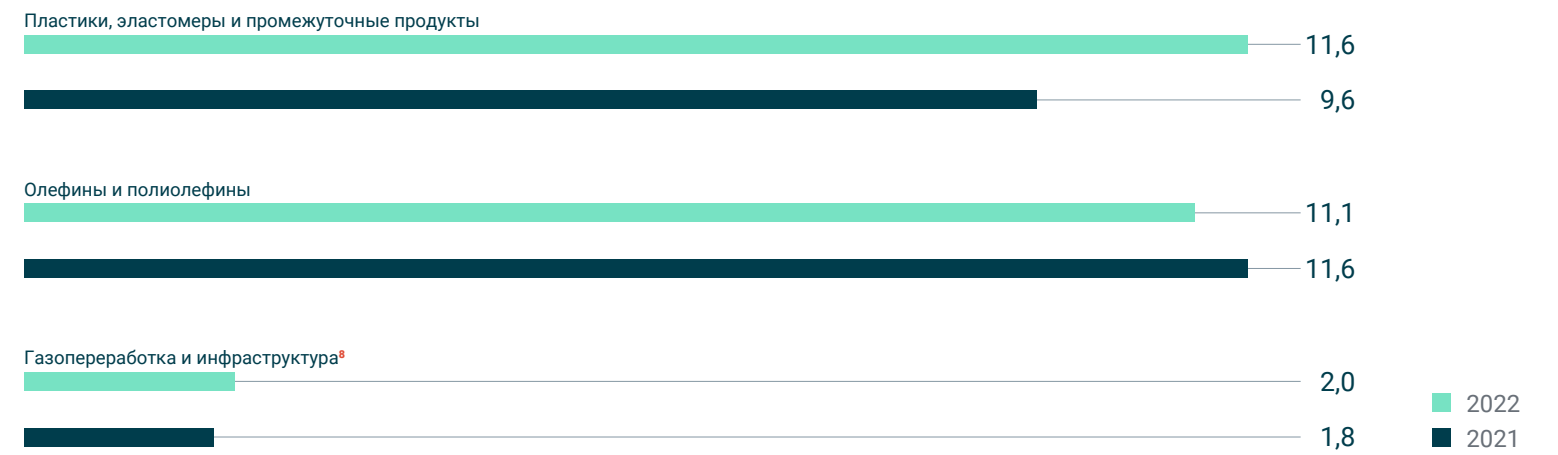 Пластики, эластомеры и промежуточные продукты
11,6
9,6
Олефины и полиолефины
11,1
11,6
Газопереработка и инфраструктура⁸
2,0
1,8
2022
2021